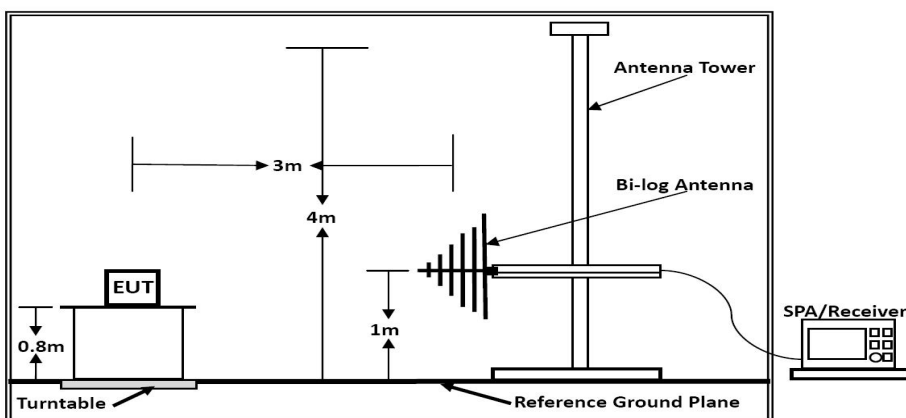 Antenna Tower
3m
Bi-log Antenna
4m
EUT
SPA/Receiver
0.8m
1m
Turntable
Reference Ground Plane